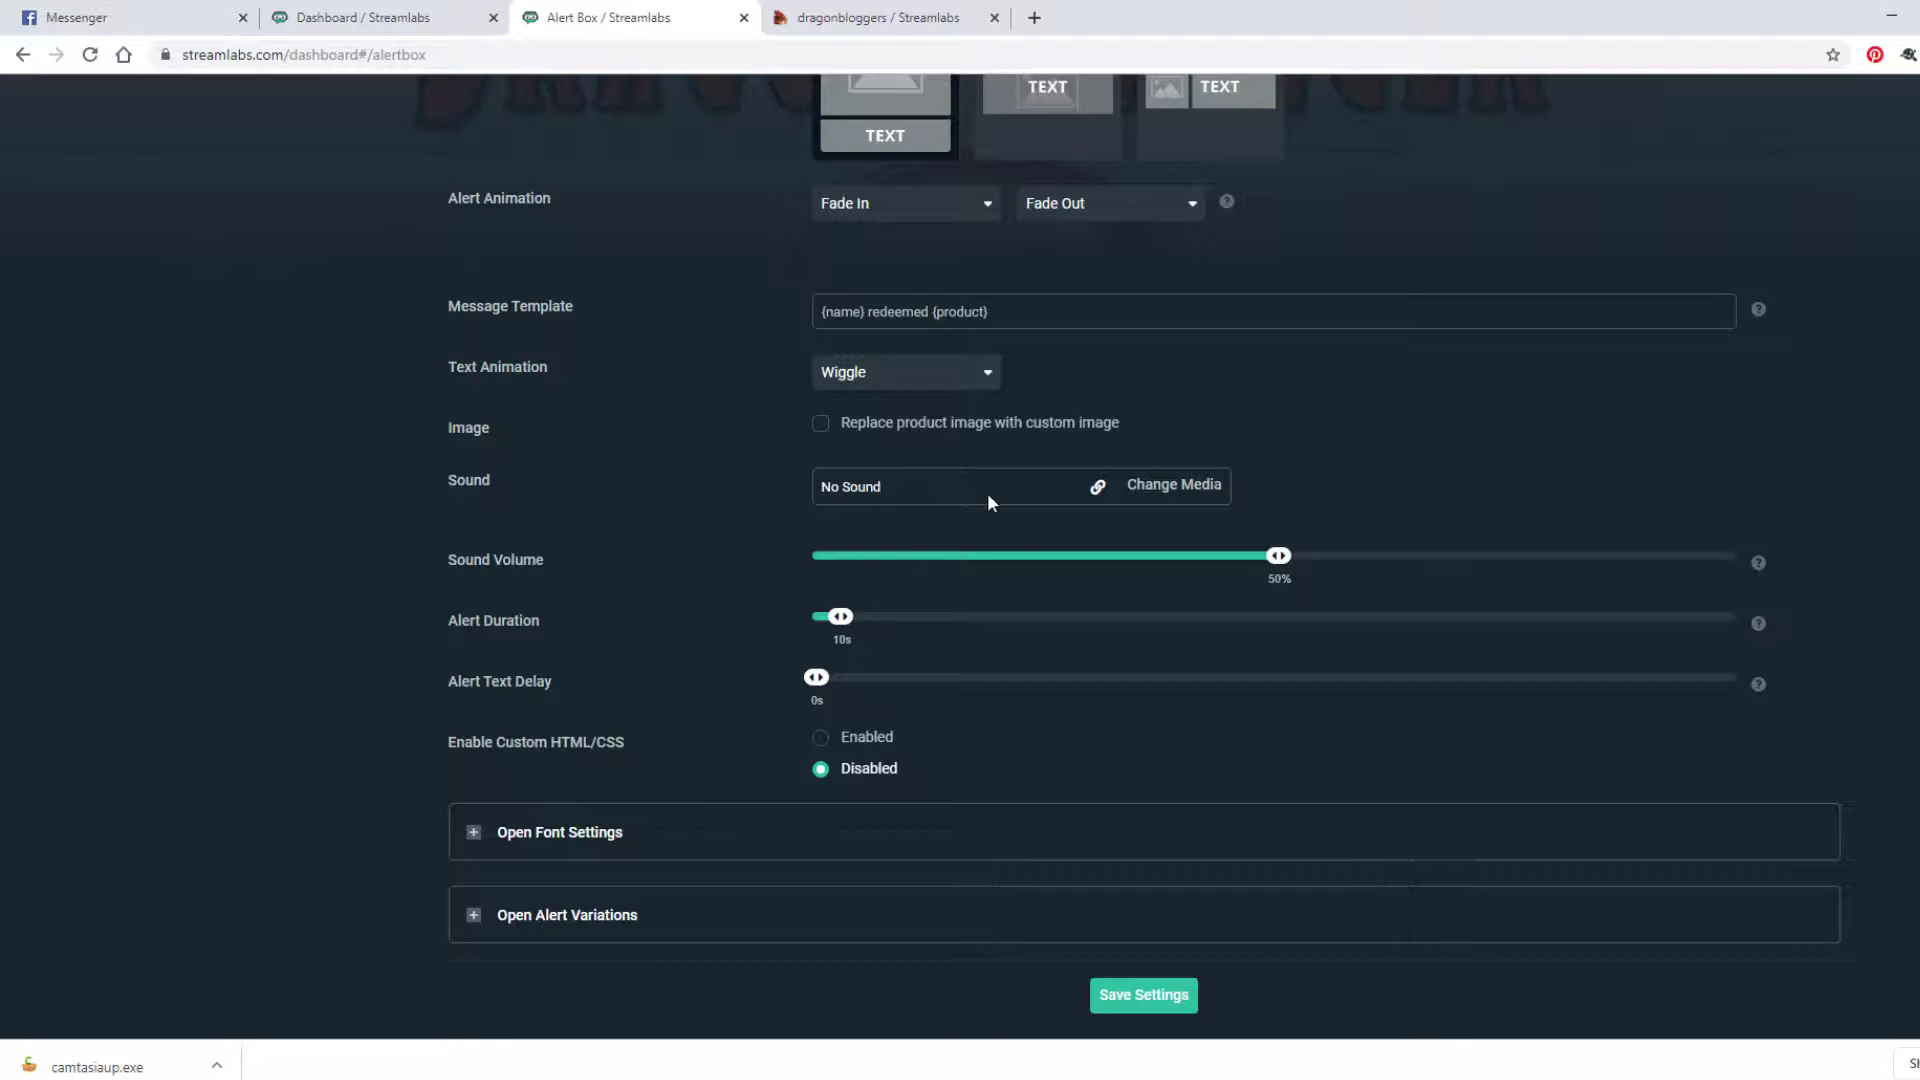 Messenger
Dashboard / Streamlabs
Alert Box / Streamlabs
dragonbloggers / Streamlabs
streamlabs.com/dashboard#/alertbox
TEXT
TEXT
TEXT
Alert Animation
Fade In
Fade Out
Message Template
{name} redeemed {product}
Text Animation
Wiggle
Image
Replace product image with custom image
Sound
No Sound
Change Media
Sound Volume
50%
Alert Duration
10s
Alert Text Delay
0s
Enable Custom HTML/CSS
Enabled
Disabled
Open Font Settings
Open Alert Variations
Save Settings
camtasiaup.exe